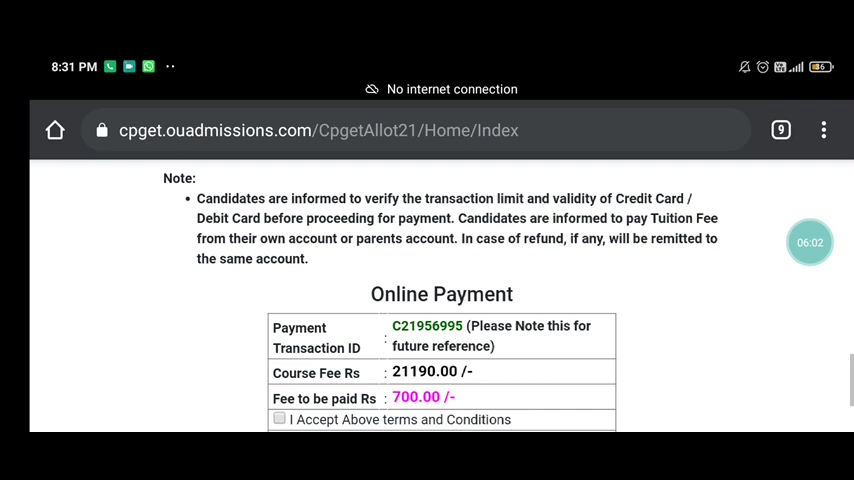 8:31 PM
36
No internet connection
cpget.ouadmissions.com/CpgetAllot21/Home/Index
9
Note:
• Candidates are informed to verify the transaction limit and validity of Credit Card /
Debit Card before proceeding for payment. Candidates are informed to pay Tuition Fee
from their own account or parents account. In case of refund, if any, will be remitted to
the same account.
06:02
Online Payment
Payment Transaction ID : C21956995 (Please Note this for future reference)
Course Fee Rs : 21190.00 /-
Fee to be paid Rs : 700.00 /-
I Accept Above terms and Conditions